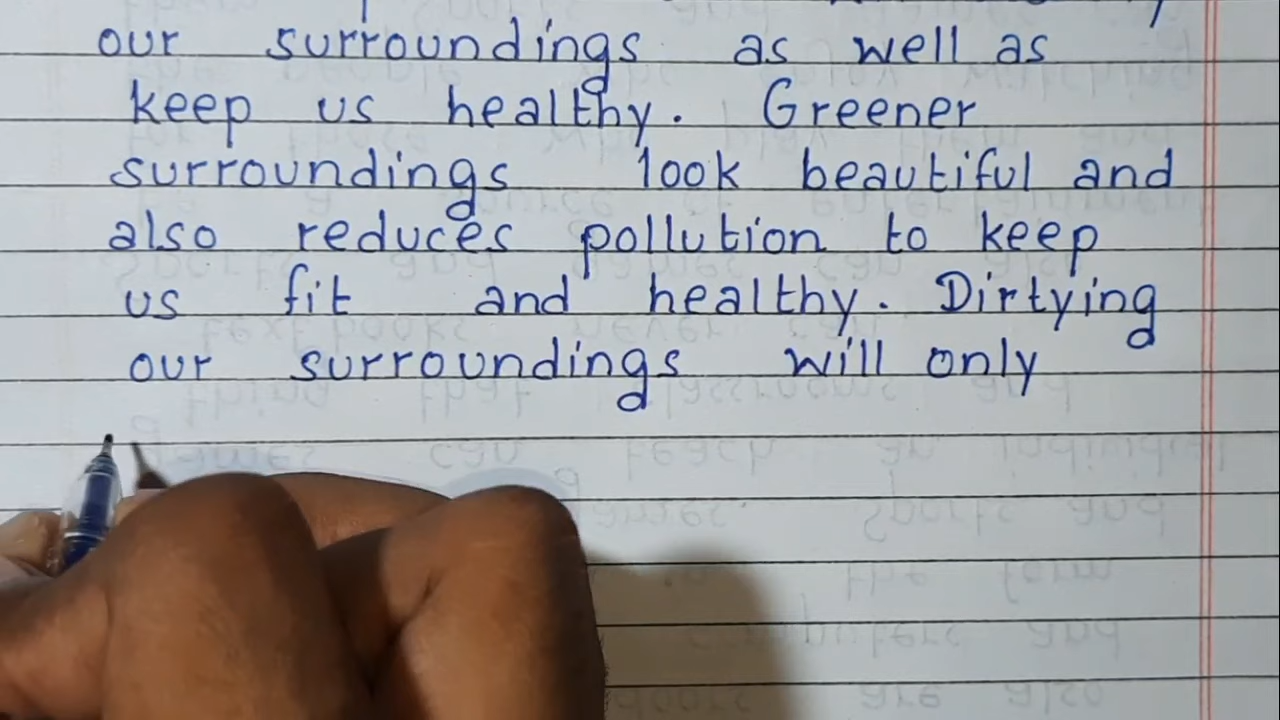 our surroundings as well as
keep us healthy. Greener
surroundings look beautiful and
also reduces pollution to keep
us fit and healthy. Dirtying
our surroundings will only